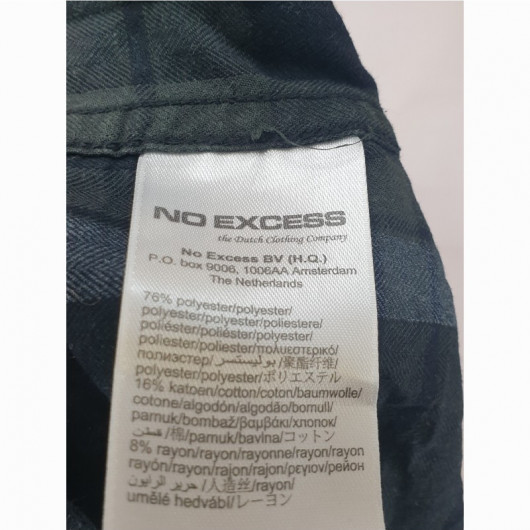 NO EXCESS
the Dutch Clothing Company
No Excess BV (H.Q.)
P.O. box 9006, 1006AA Amsterdam
The Netherlands
76% polyester/polyester/
polyester/polyester/poliestere/
poliéster/poliéster/polyester/
poliester/poliester/πολυεστερικό/
полиэстер/بوليستر/聚酯纤维/
polyester/polyester/ポリエステル
16% katoen/cotton/coton/baumwolle/
cotone/algodón/algodão/bomull/
pamuk/bombaž/βαμβάκι/хлопок/
قطن/棉/pamuk/bavlna/コットン
8% rayon/rayon/rayonne/rayon/rayon
rayón/rayon/rajon/rajon/ρεγιον/рейон
حرير الرايون/人造丝/rayon/
umělé hedvábí/レーヨン